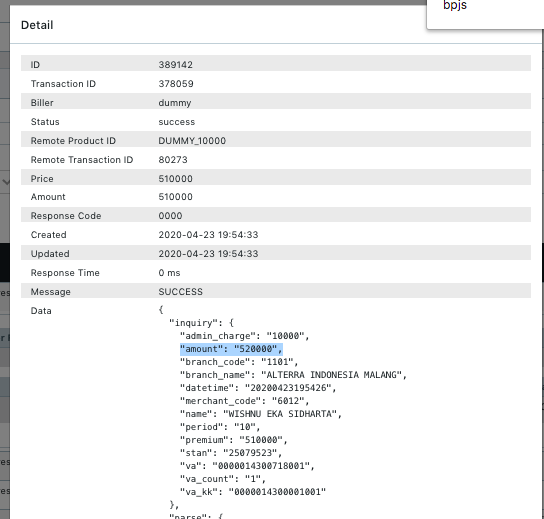 bpjs
Detail
ID 389142
Transaction ID 378059
Biller dummy
Status success
Remote Product ID DUMMY_10000
Remote Transaction ID 80273
Price 510000
Amount 510000
Response Code 0000
Created 2020-04-23 19:54:33
Updated 2020-04-23 19:54:33
Response Time 0 ms
Message SUCCESS
Data {
"inquiry": {
"admin_charge": "10000",
"amount": "520000",
"branch_code": "1101",
"branch_name": "ALTERRA INDONESIA MALANG",
"datetime": "20200423195426",
"merchant_code": "6012",
"name": "WISHNU EKA SIDHARTA",
"period": "10",
"premium": "510000",
"stan": "25079523",
"va": "0000014300718001",
"va_count": "1",
"va_kk": "0000014300001001"
},
"parse": {